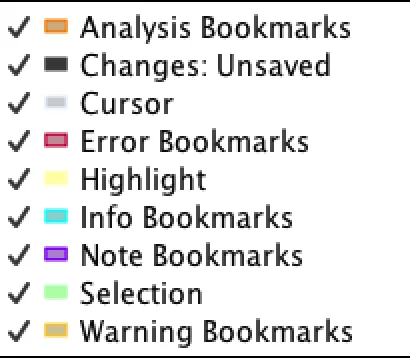 Analysis Bookmarks
Changes: Unsaved
Cursor
Error Bookmarks
Highlight
Info Bookmarks
Note Bookmarks
Selection
Warning Bookmarks